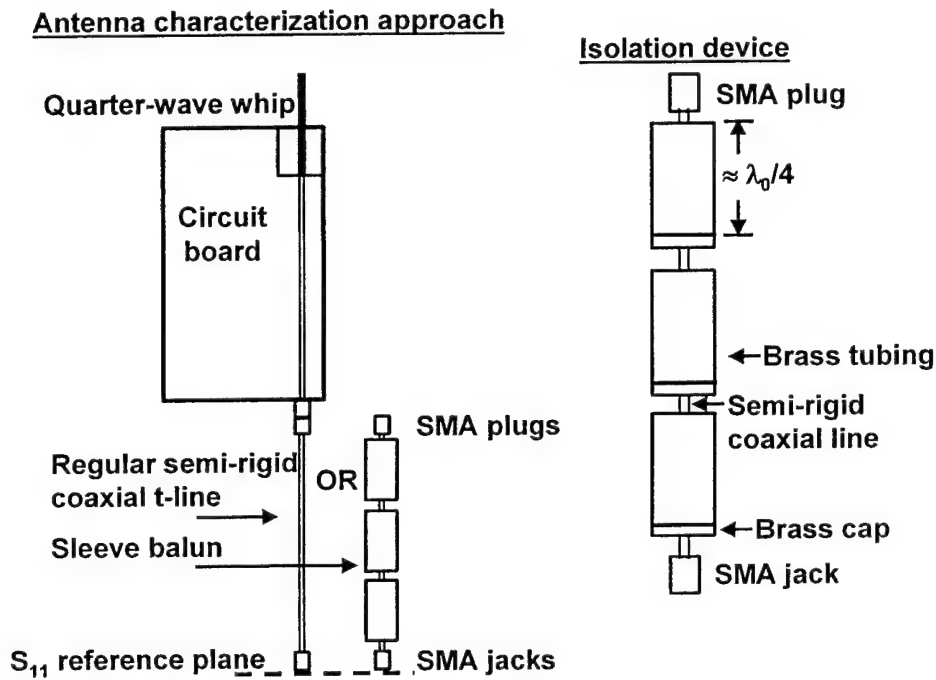 Antenna characterization approach
Quarter-wave whip
Circuit
board
SMA plugs
Regular semi-rigid
coaxial t-line
OR
Sleeve balun
S₁₁ reference plane
SMA jacks
Isolation device
SMA plug
≈ λ₀/4
Brass tubing
Semi-rigid
coaxial line
Brass cap
SMA jack